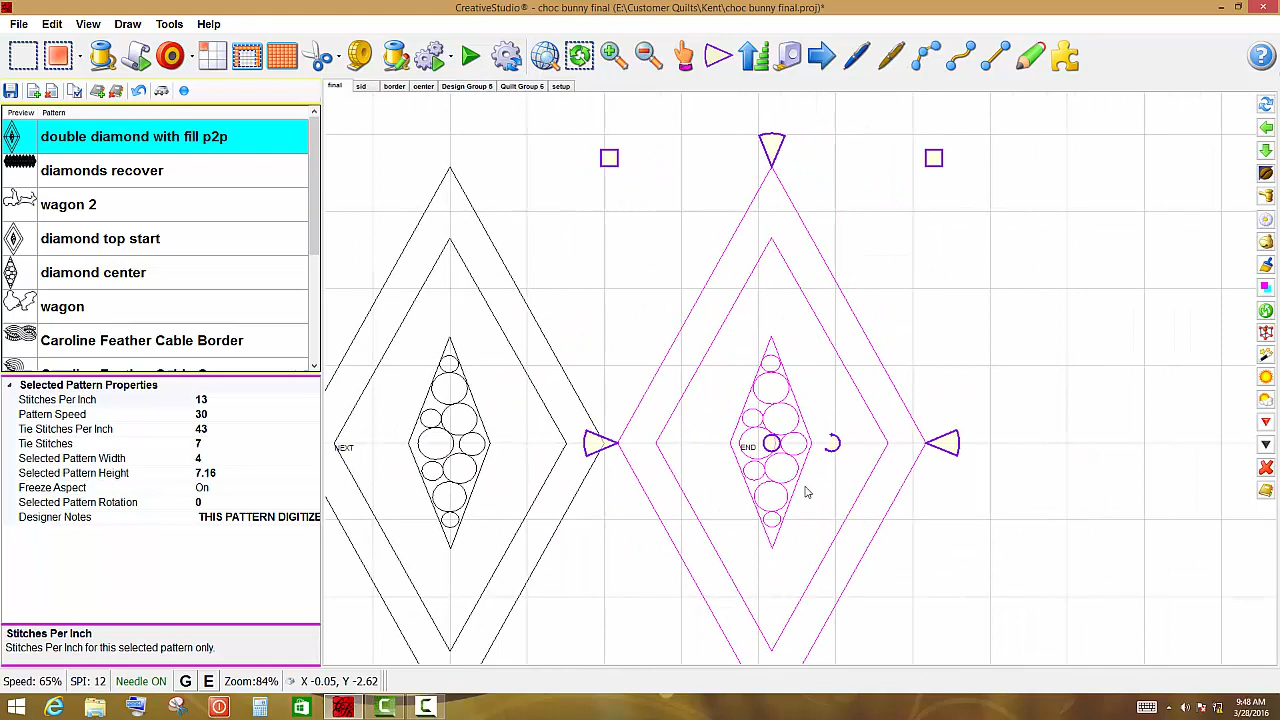 CreativeStudio® - choc bunny final (E:\Customer Quilts\Kent\choc bunny final.proj)*
File Edit View Draw Tools Help
final sid border center Design Group 8 Quilt Group 6 setup
Preview Pattern
double diamond with fill p2p
diamonds recover
wagon 2
diamond top start
diamond center
wagon
Caroline Feather Cable Border
Selected Pattern Properties
Stitches Per Inch 13
Pattern Speed 30
Tie Stitches Per Inch 43
Tie Stitches 7
Selected Pattern Width 4
Selected Pattern Height 7.16
Freeze Aspect On
Selected Pattern Rotation 0
Designer Notes THIS PATTERN DIGITIZE
Stitches Per Inch
Stitches Per Inch for this selected pattern only.
NEXT
END
Speed: 65% SPI: 12 Needle ON G E Zoom:84% X -0.05, Y -2.62
9:48 AM
3/28/2016